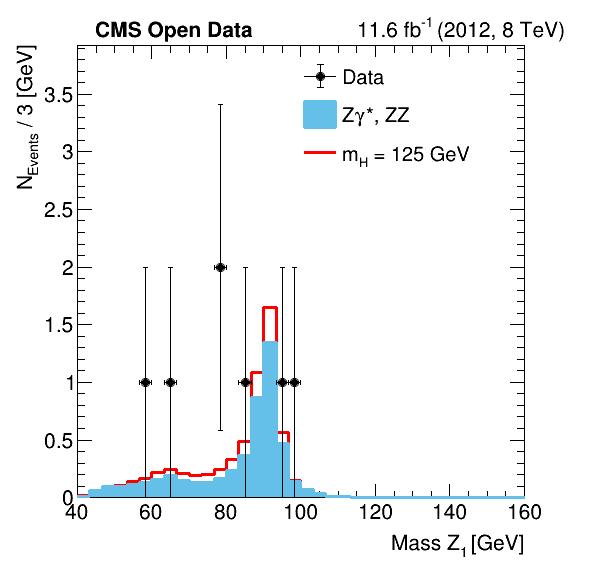 CMS Open Data
11.6 fb⁻¹ (2012, 8 TeV)
N_Events / 3 [GeV]
Data
Zγ*, ZZ
m_H = 125 GeV
3.5
3
2.5
2
1.5
1
0.5
0
40 60 80 100 120 140 160
Mass Z₁ [GeV]